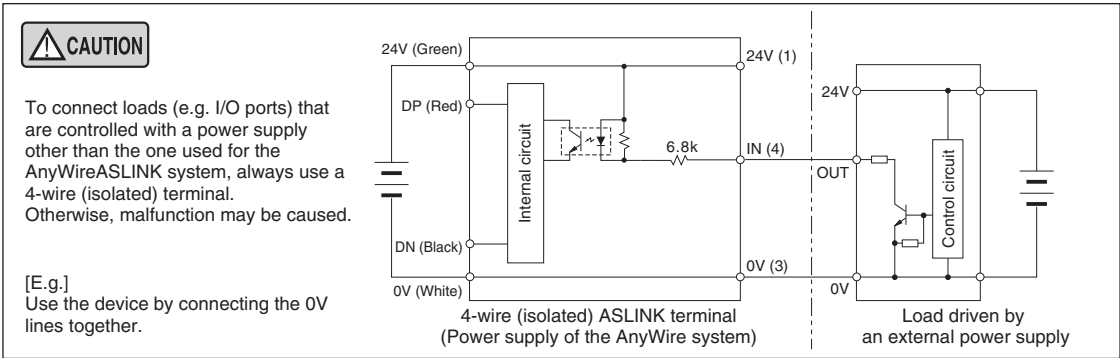 CAUTION
To connect loads (e.g. I/O ports) that
are controlled with a power supply
other than the one used for the
AnyWireASLINK system, always use a
4-wire (isolated) terminal.
Otherwise, malfunction may be caused.
[E.g.]
Use the device by connecting the 0V
lines together.
24V (Green)
DP (Red)
DN (Black)
0V (White)
Internal circuit
6.8k
24V (1)
IN (4)
0V (3)
4-wire (isolated) ASLINK terminal
(Power supply of the AnyWire system)
24V
OUT
0V
Control circuit
Load driven by
an external power supply